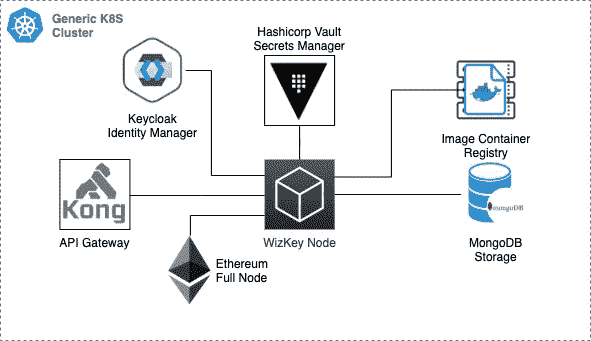 Generic K8S
Cluster
Hashicorp Vault
Secrets Manager
Keycloak
Identity Manager
Image Container
Registry
Kong
API Gateway
WizKey Node
mongoDB
MongoDB
Storage
Ethereum
Full Node